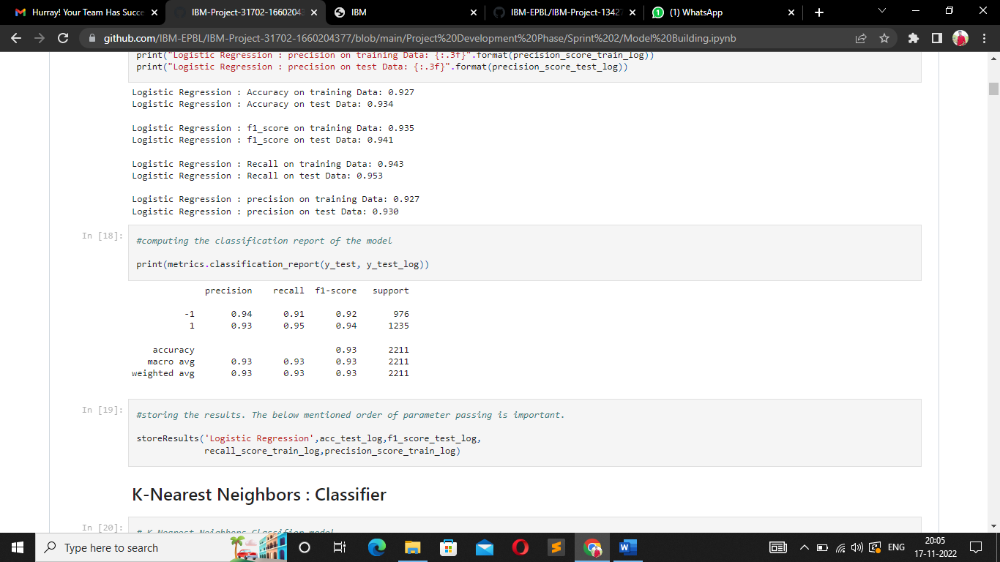 Hurray! Your Team Has Succe
IBM-Project-31702-16602043
IBM
IBM-EPBL/IBM-Project-13427
(1) WhatsApp
github.com/IBM-EPBL/IBM-Project-31702-1660204377/blob/main/Project%20Development%20Phase/Sprint%202/Model%20Building.ipynb
print("Logistic Regression : precision on training Data: {:.3f}".format(precision_score_train_log))
print("Logistic Regression : precision on test Data: {:.3f}".format(precision_score_test_log))
Logistic Regression : Accuracy on training Data: 0.927
Logistic Regression : Accuracy on test Data: 0.934
Logistic Regression : f1_score on training Data: 0.935
Logistic Regression : f1_score on test Data: 0.941
Logistic Regression : Recall on training Data: 0.943
Logistic Regression : Recall on test Data: 0.953
Logistic Regression : precision on training Data: 0.927
Logistic Regression : precision on test Data: 0.930
In [18]:
#computing the classification report of the model
print(metrics.classification_report(y_test, y_test_log))
precision recall f1-score support
-1 0.94 0.91 0.92 976
1 0.93 0.95 0.94 1235
accuracy 0.93 2211
macro avg 0.93 0.93 0.93 2211
weighted avg 0.93 0.93 0.93 2211
In [19]:
#storing the results. The below mentioned order of parameter passing is important.
storeResults('Logistic Regression',acc_test_log,f1_score_test_log,
recall_score_train_log,precision_score_train_log)
K-Nearest Neighbors : Classifier
In [20]:
# K-Nearest Neighbors Classifier model
Type here to search
ENG
20:05
17-11-2022